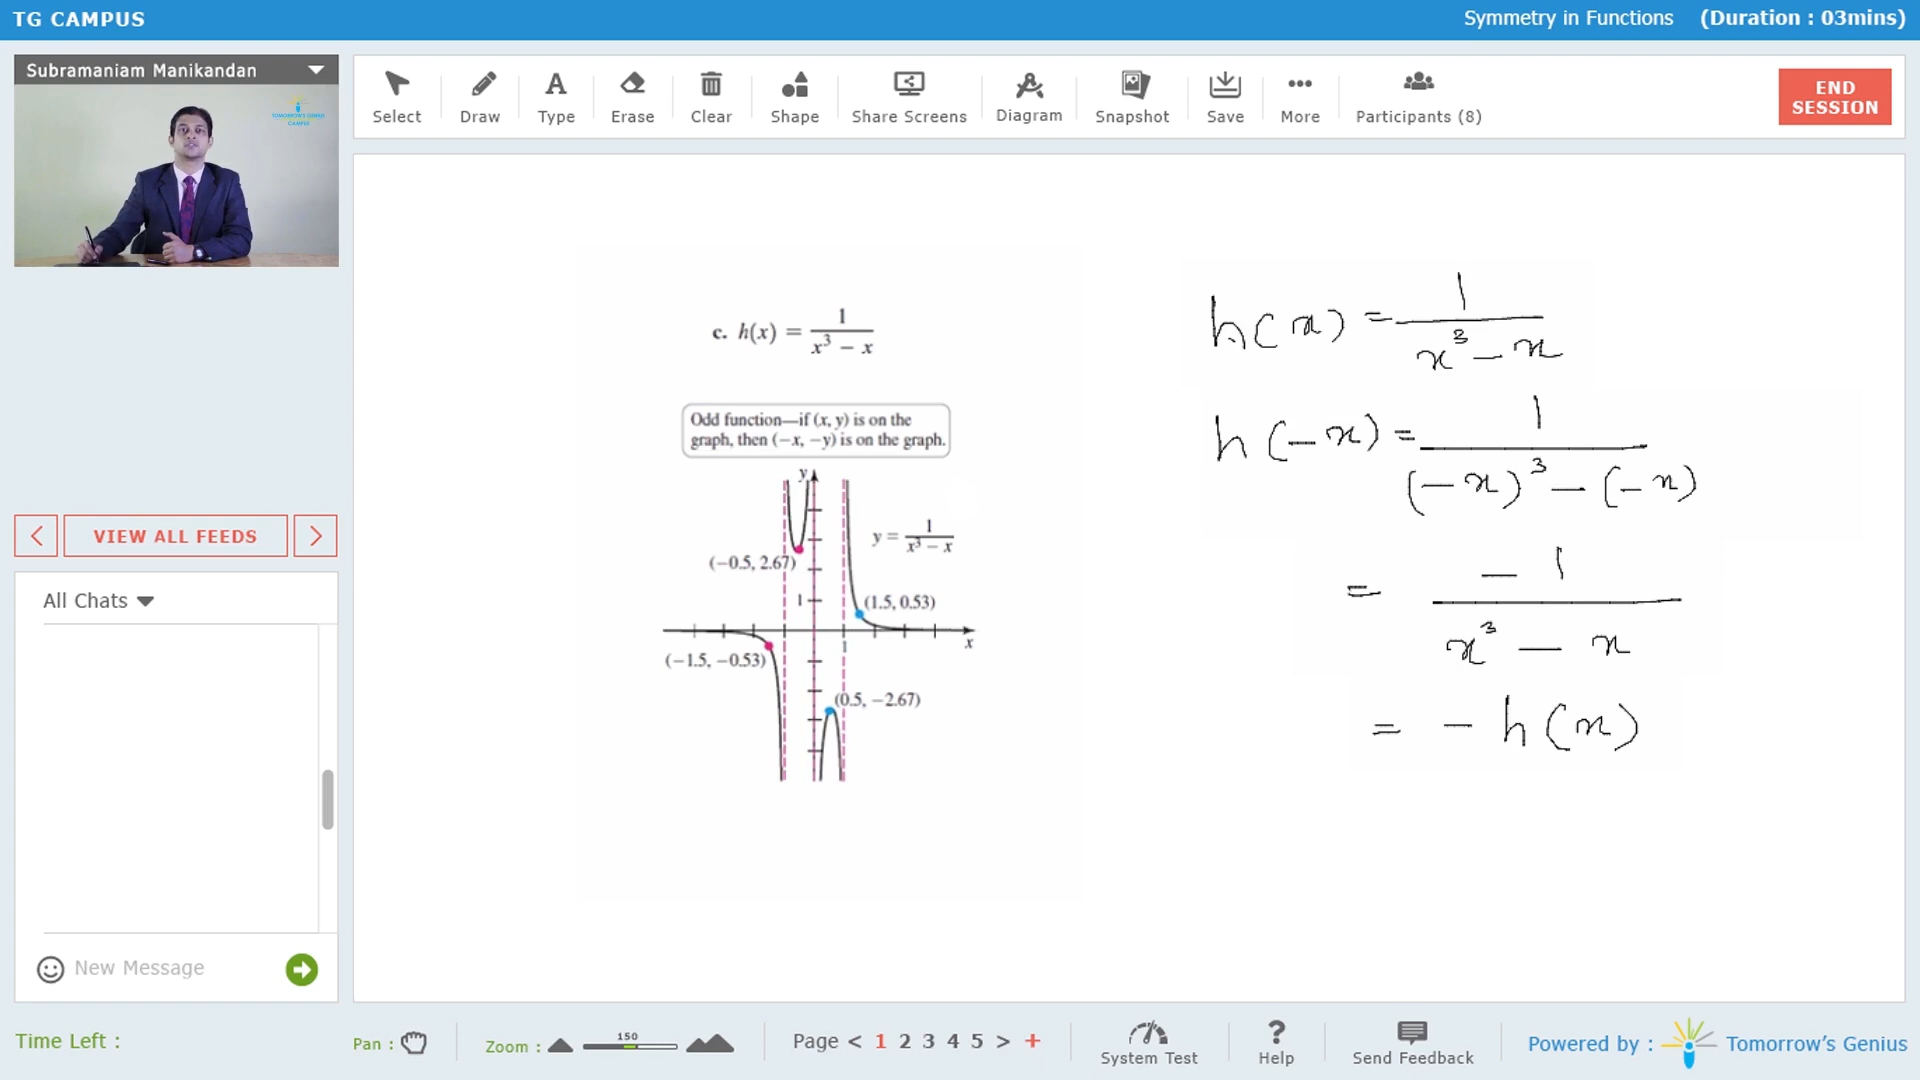 TG CAMPUS
Symmetry in Functions (Duration : 03mins)
Subramaniam Manikandan
TOMORROW'S GENIUS
CAMPUS
Select Draw Type Erase Clear Shape Share Screens Diagram Snapshot Save More Participants (8)
END
SESSION
c. h(x) = 1/(x³ − x)
Odd function—if (x, y) is on the
graph, then (−x, −y) is on the graph.
y
y = 1/(x³ − x)
(−0.5, 2.67)
1
(1.5, 0.53)
x
1
(−1.5, −0.53)
(0.5, −2.67)
h(x) = 1/(x³ − x)
h(−x) = 1/((−x)³ − (−x))
= −1/(x³ − x)
= −h(x)
VIEW ALL FEEDS
All Chats
New Message
Time Left :
Pan :
Zoom : 150
Page < 1 2 3 4 5 > +
System Test
Help
Send Feedback
Powered by : Tomorrow's Genius